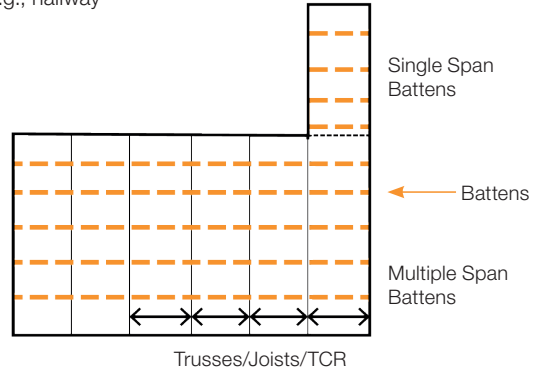 .g., hallway
Single Span
Battens
Battens
Multiple Span
Battens
Trusses/Joists/TCR